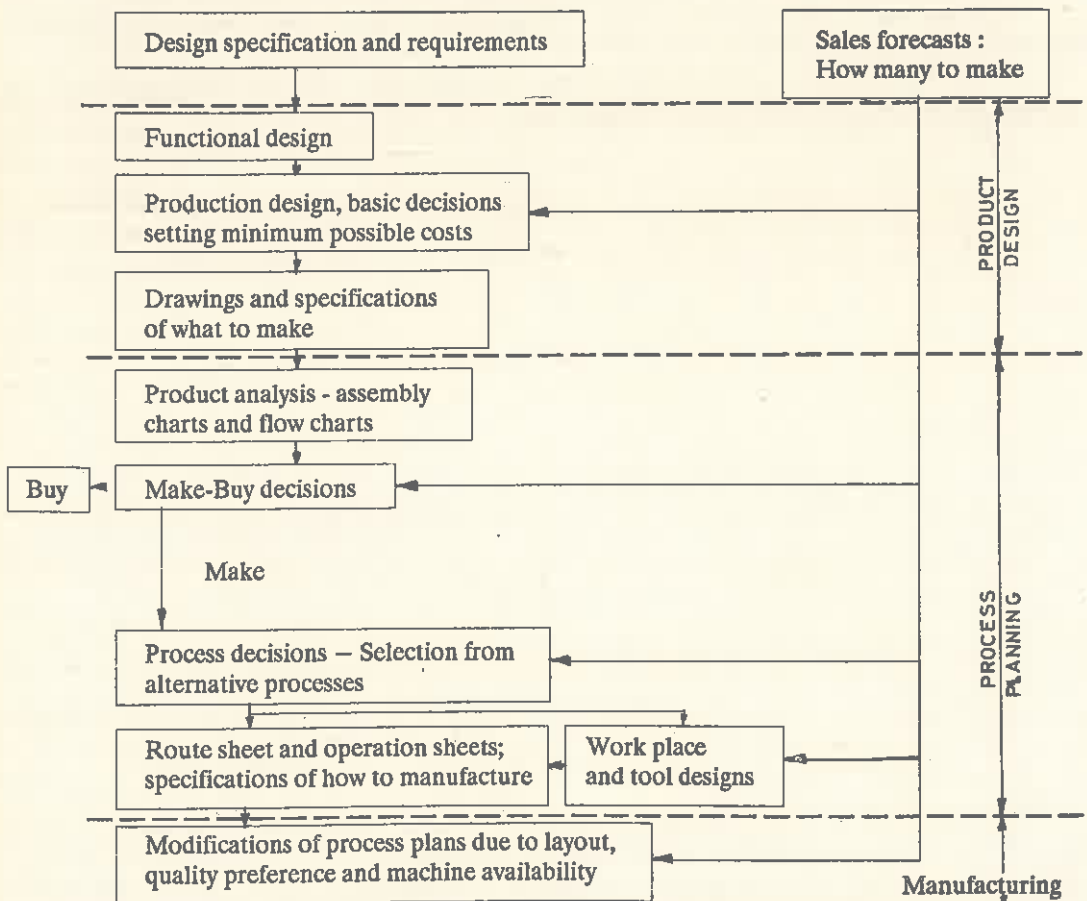 Design specification and requirements
Sales forecasts :
How many to make
Functional design
Production design, basic decisions
setting minimum possible costs
Drawings and specifications
of what to make
PRODUCT
DESIGN
Product analysis - assembly
charts and flow charts
Buy
Make-Buy decisions
Make
Process decisions — Selection from
alternative processes
PROCESS
PLANNING
Route sheet and operation sheets;
specifications of how to manufacture
Work place
and tool designs
Modifications of process plans due to layout,
quality preference and machine availability
Manufacturing